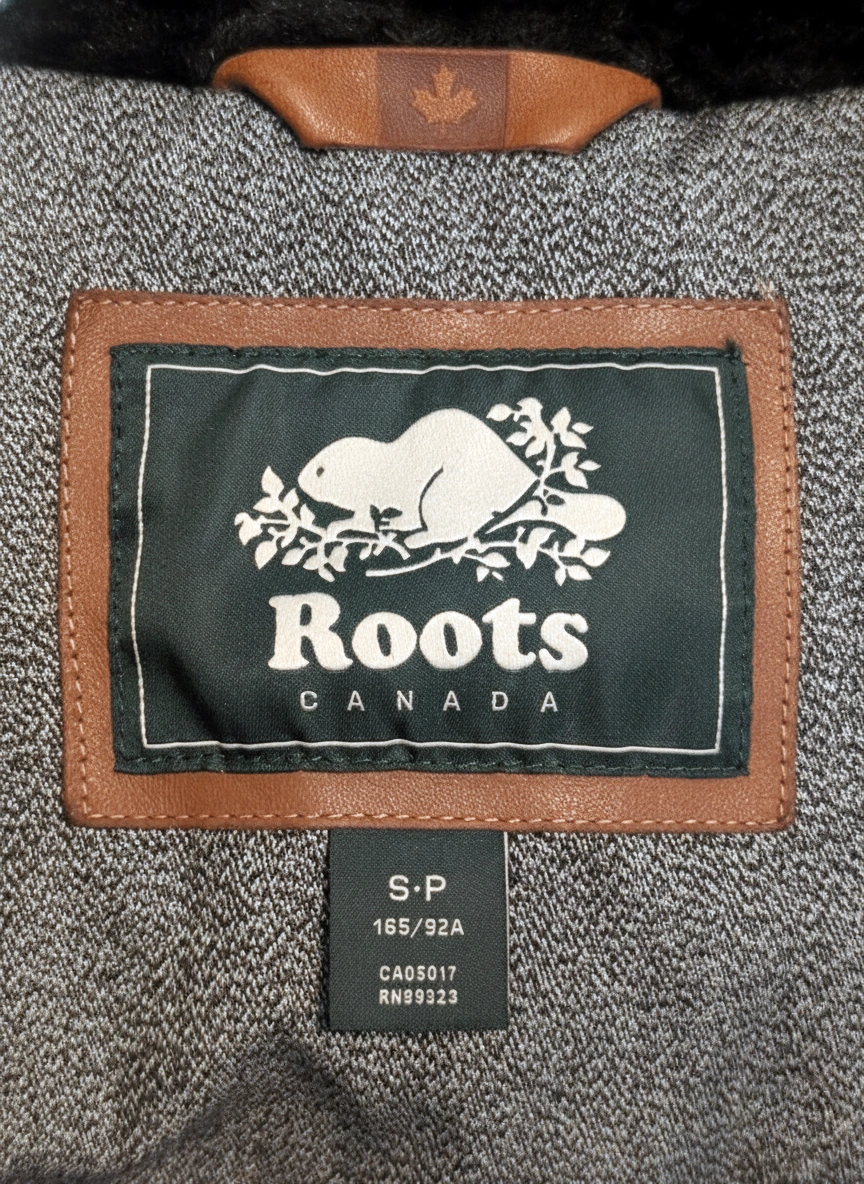 Roots
CANADA
S·P
165/92A
CA05017
RN99323